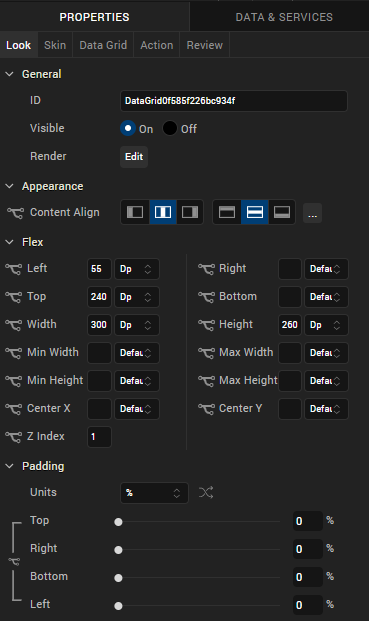 PROPERTIES DATA & SERVICES
Look Skin Data Grid Action Review
General
ID DataGrid0f585f226bc934f
Visible On Off
Render Edit
Appearance
Content Align ...
Flex
Left 55 Dp Right Defau
Top 240 Dp Bottom Defau
Width 300 Dp Height 260 Dp
Min Width Defau Max Width Defau
Min Height Defau Max Height Defau
Center X Defau Center Y Defau
Z Index 1
Padding
Units %
Top 0 %
Right 0 %
Bottom 0 %
Left 0 %